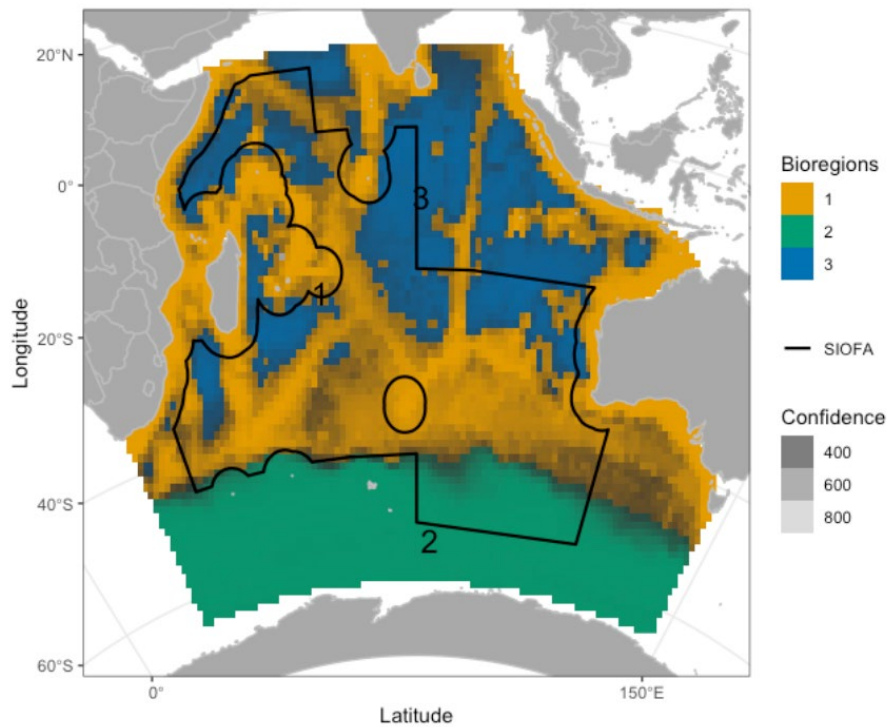 20°N
0°
20°S
40°S
60°S
Longitude
0°
150°E
Latitude
1
2
3
Bioregions
1
2
3
SIOFA
Confidence
400
600
800